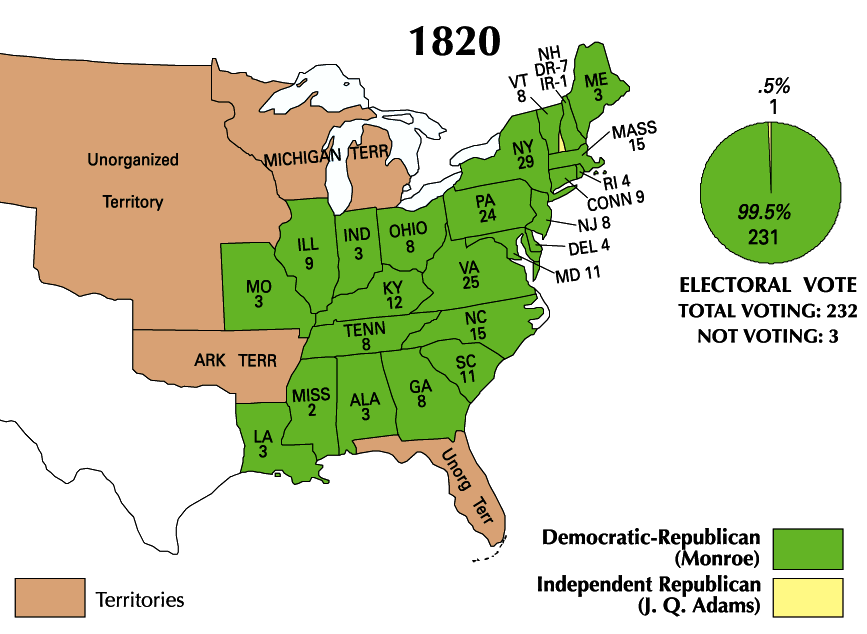 1820
NH
DR-7
IR-1
VT
8
ME
3
MASS
15
RI 4
CONN 9
NY
29
PA
24
NJ 8
DEL 4
MD 11
Unorganized
Territory
MICHIGAN TERR
ILL
9
IND
3
OHIO
8
MO
3
KY
12
VA
25
TENN
8
NC
15
ARK TERR
SC
11
MISS
2
ALA
3
GA
8
LA
3
Unorg Terr
.5%
1
99.5%
231
ELECTORAL VOTE
TOTAL VOTING: 232
NOT VOTING: 3
Democratic-Republican
(Monroe)
Independent Republican
(J. Q. Adams)
Territories